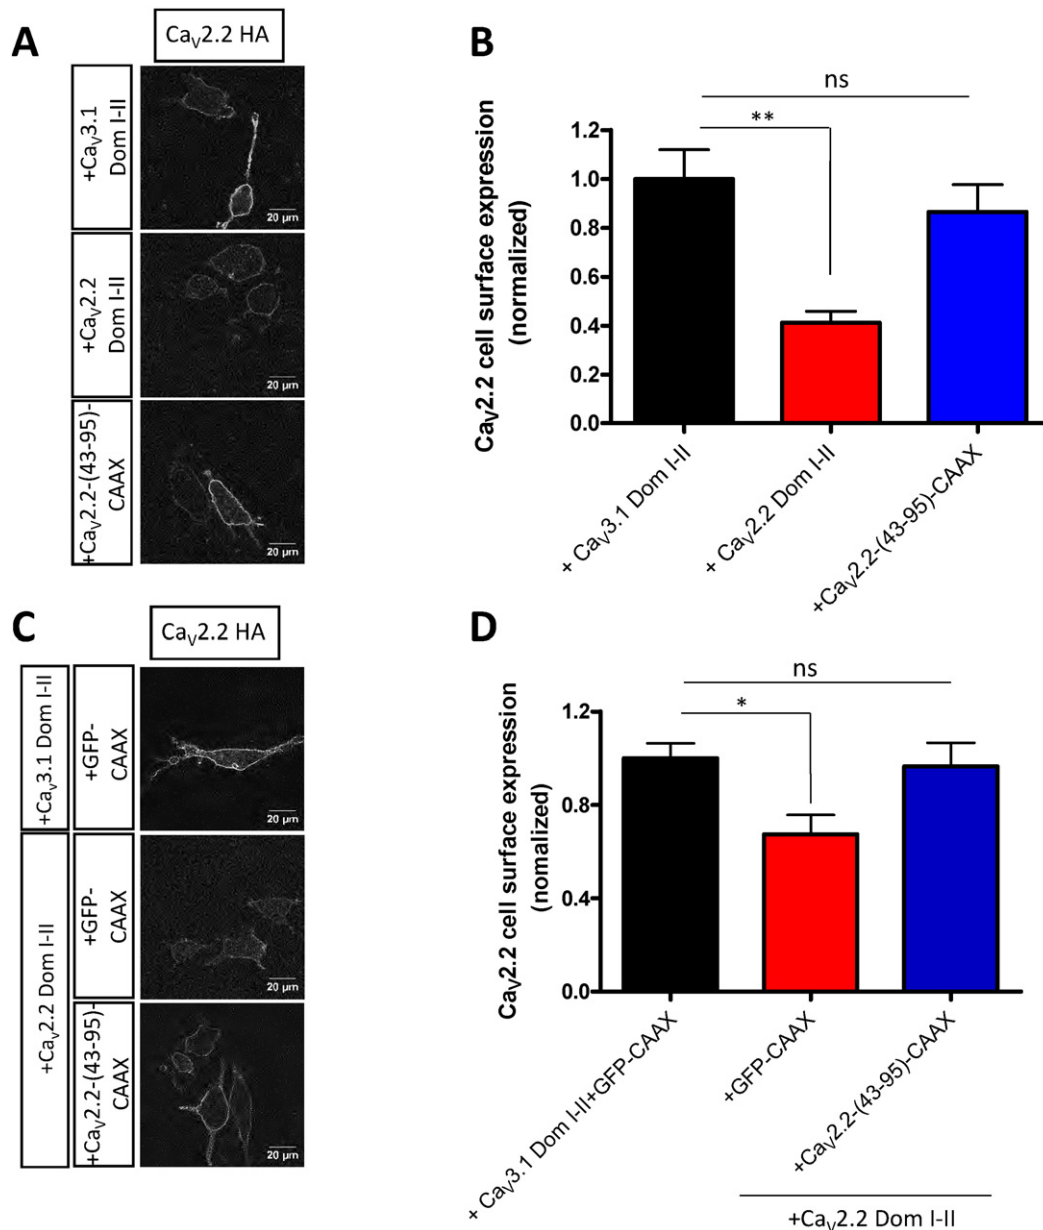 A
CaV2.2 HA
+CaV3.1
Dom I-II
20 µm
+CaV2.2
Dom I-II
20 µm
+CaV2.2-(43-95)-
CAAX
20 µm
B
CaV2.2 cell surface expression
(normalized)
1.2
1.0
0.8
0.6
0.4
0.2
0.0
ns
**
+ CaV3.1 Dom I-II
+ CaV2.2 Dom I-II
+CaV2.2-(43-95)-CAAX
C
CaV2.2 HA
+CaV3.1 Dom I-II
+GFP-
CAAX
20 µm
+CaV2.2 Dom I-II
+GFP-
CAAX
20 µm
+CaV2.2-(43-95)-
CAAX
20 µm
D
CaV2.2 cell surface expression
(nomalized)
1.2
0.8
0.4
0.0
ns
*
+ CaV3.1 Dom I-II+GFP-CAAX
+GFP-CAAX
+CaV2.2-(43-95)-CAAX
+CaV2.2 Dom I-II